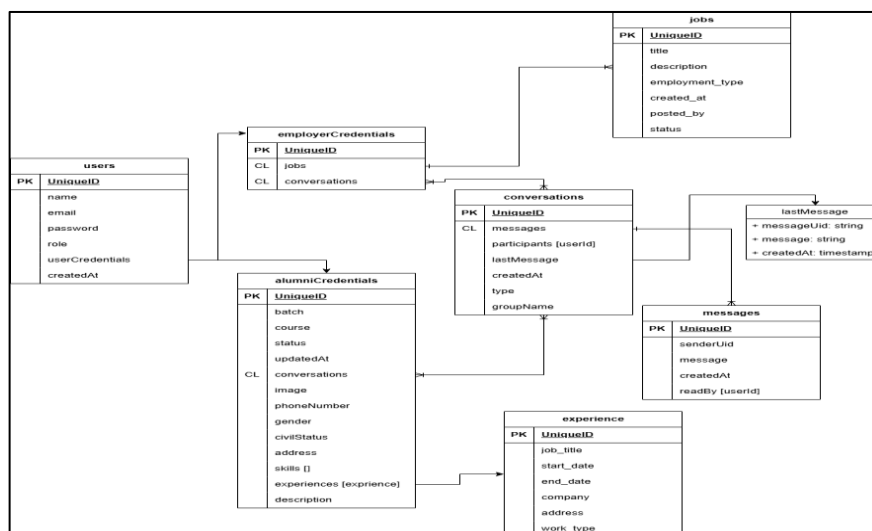 jobs
PK UniqueID
title
description
employment_type
created_at
posted_by
status
employerCredentials
PK UniqueID
CL jobs
CL conversations
users
PK UniqueID
name
email
password
role
userCredentials
createdAt
conversations
PK UniqueID
CL messages
participants [userId]
lastMessage
createdAt
type
groupName
lastMessage
+ messageUid: string
+ message: string
+ createdAt: timestamp
alumniCredentials
PK UniqueID
batch
course
status
updatedAt
CL conversations
image
phoneNumber
gender
civilStatus
address
skills []
experiences [exprience]
description
messages
PK UniqueID
senderUid
message
createdAt
readBy [userId]
experience
PK UniqueID
job_title
start_date
end_date
company
address
work_type